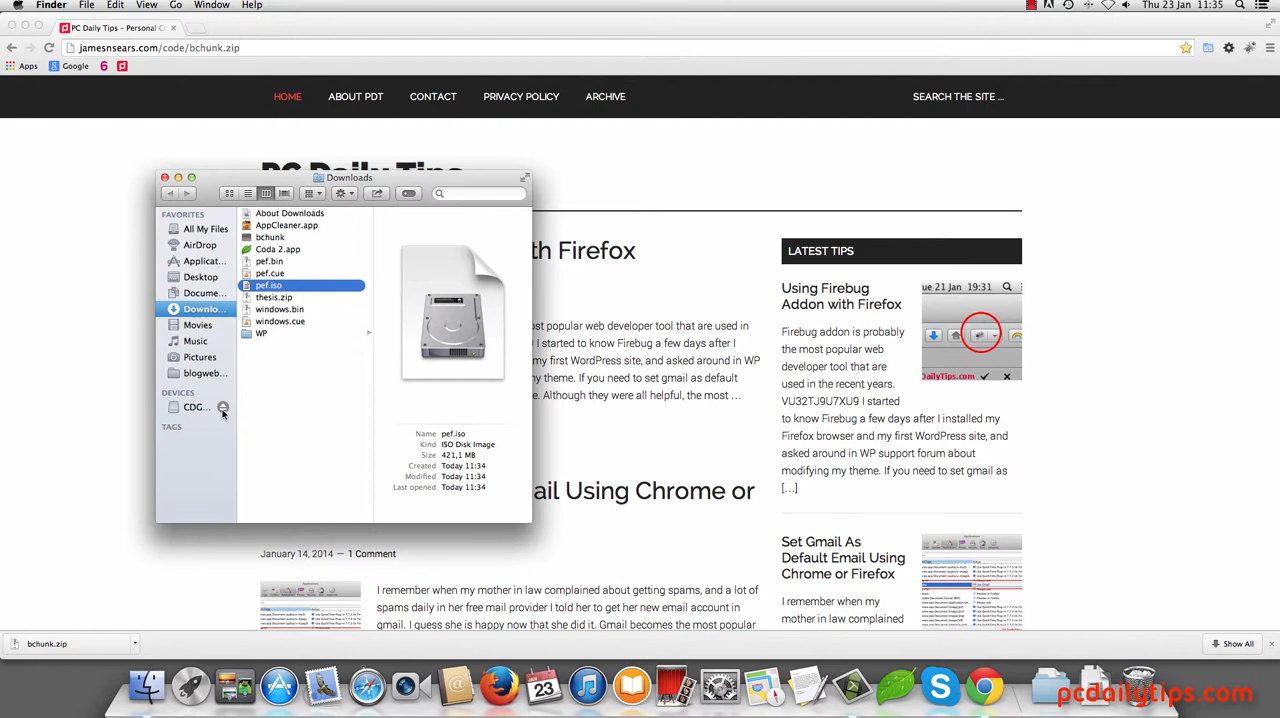 Finder File Edit View Go Window Help Thu 23 Jan 11:35
PC Daily Tips – Personal C
jamesnsears.com/code/bchunk.zip
Apps Google 6
HOME ABOUT PDT CONTACT PRIVACY POLICY ARCHIVE SEARCH THE SITE ...
PC Daily Tips
Downloads
FAVORITES
All My Files
AirDrop
Applicat...
Desktop
Docume...
Downlo...
Movies
Music
Pictures
blogweb...
DEVICES
CDG...
TAGS
About Downloads
AppCleaner.app
bchunk
Coda 2.app
pef.bin
pef.cue
pef.iso
thesis.zip
windows.bin
windows.cue
WP
Name pef.iso
Kind ISO Disk Image
Size 421,1 MB
Created Today 11:34
Modified Today 11:34
Last opened Today 11:34
th Firefox
ost popular web developer tool that are used in
) I started to know Firebug a few days after I
my first WordPress site, and asked around in WP
my theme. If you need to set gmail as default
. Although they were all helpful, the most …
ail Using Chrome or
January 14, 2014 — 1 Comment
I remember when my mother in law complained about getting spams, and a lot of
spams daily in her free mail provider. I told her to get new email account in
gmail. I guess she is happy now that she did it. Gmail becomes the most popular
LATEST TIPS
Using Firebug
Addon with Firefox
Firebug addon is probably
the most popular web
developer tool that are
used in the recent years.
VU32TJ9U7XU9 I started
to know Firebug a few days after I installed my
Firefox browser and my first WordPress site, and
asked around in WP support forum about
modifying my theme. If you need to set gmail as
[…]
ue 21 Jan 19:31
DailyTips.com
Set Gmail As
Default Email Using
Chrome or Firefox
I remember when my
mother in law complained
bchunk.zip
Show All
JAN
23
pcdailytips.com